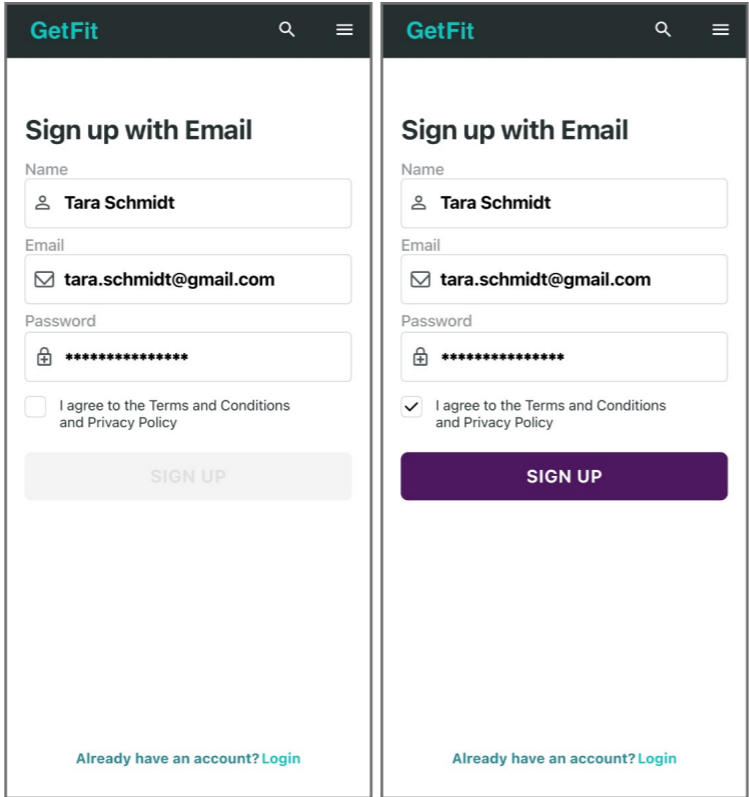 GetFit
Sign up with Email
Name
Tara Schmidt
Email
tara.schmidt@gmail.com
Password
***************
I agree to the Terms and Conditions
and Privacy Policy
SIGN UP
Already have an account? Login
GetFit
Sign up with Email
Name
Tara Schmidt
Email
tara.schmidt@gmail.com
Password
***************
I agree to the Terms and Conditions
and Privacy Policy
SIGN UP
Already have an account? Login